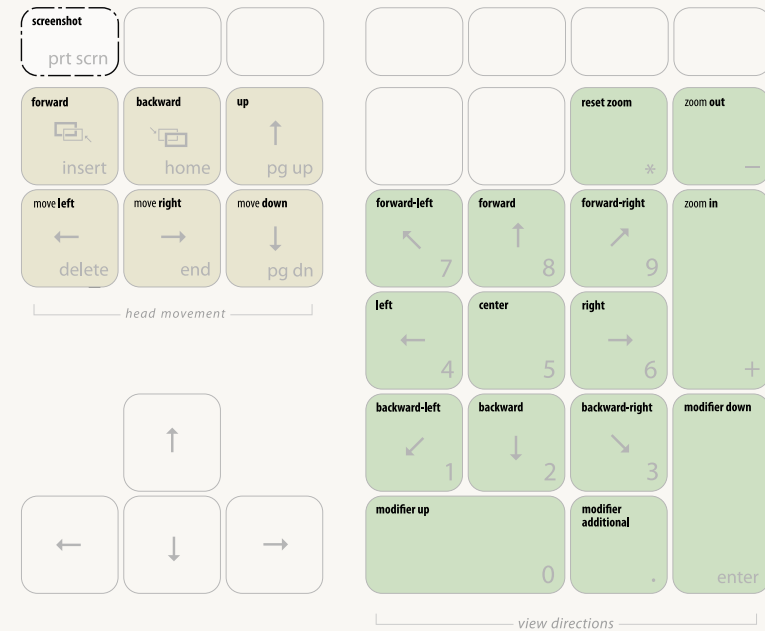 screenshot
prt scrn
forward
insert
backward
home
up
pg up
reset zoom
*
zoom out
−
move left
delete
move right
end
move down
pg dn
head movement
forward-left
7
forward
8
forward-right
9
zoom in
+
left
4
center
5
right
6
backward-left
1
backward
2
backward-right
3
modifier down
enter
modifier up
0
modifier
additional
.
view directions